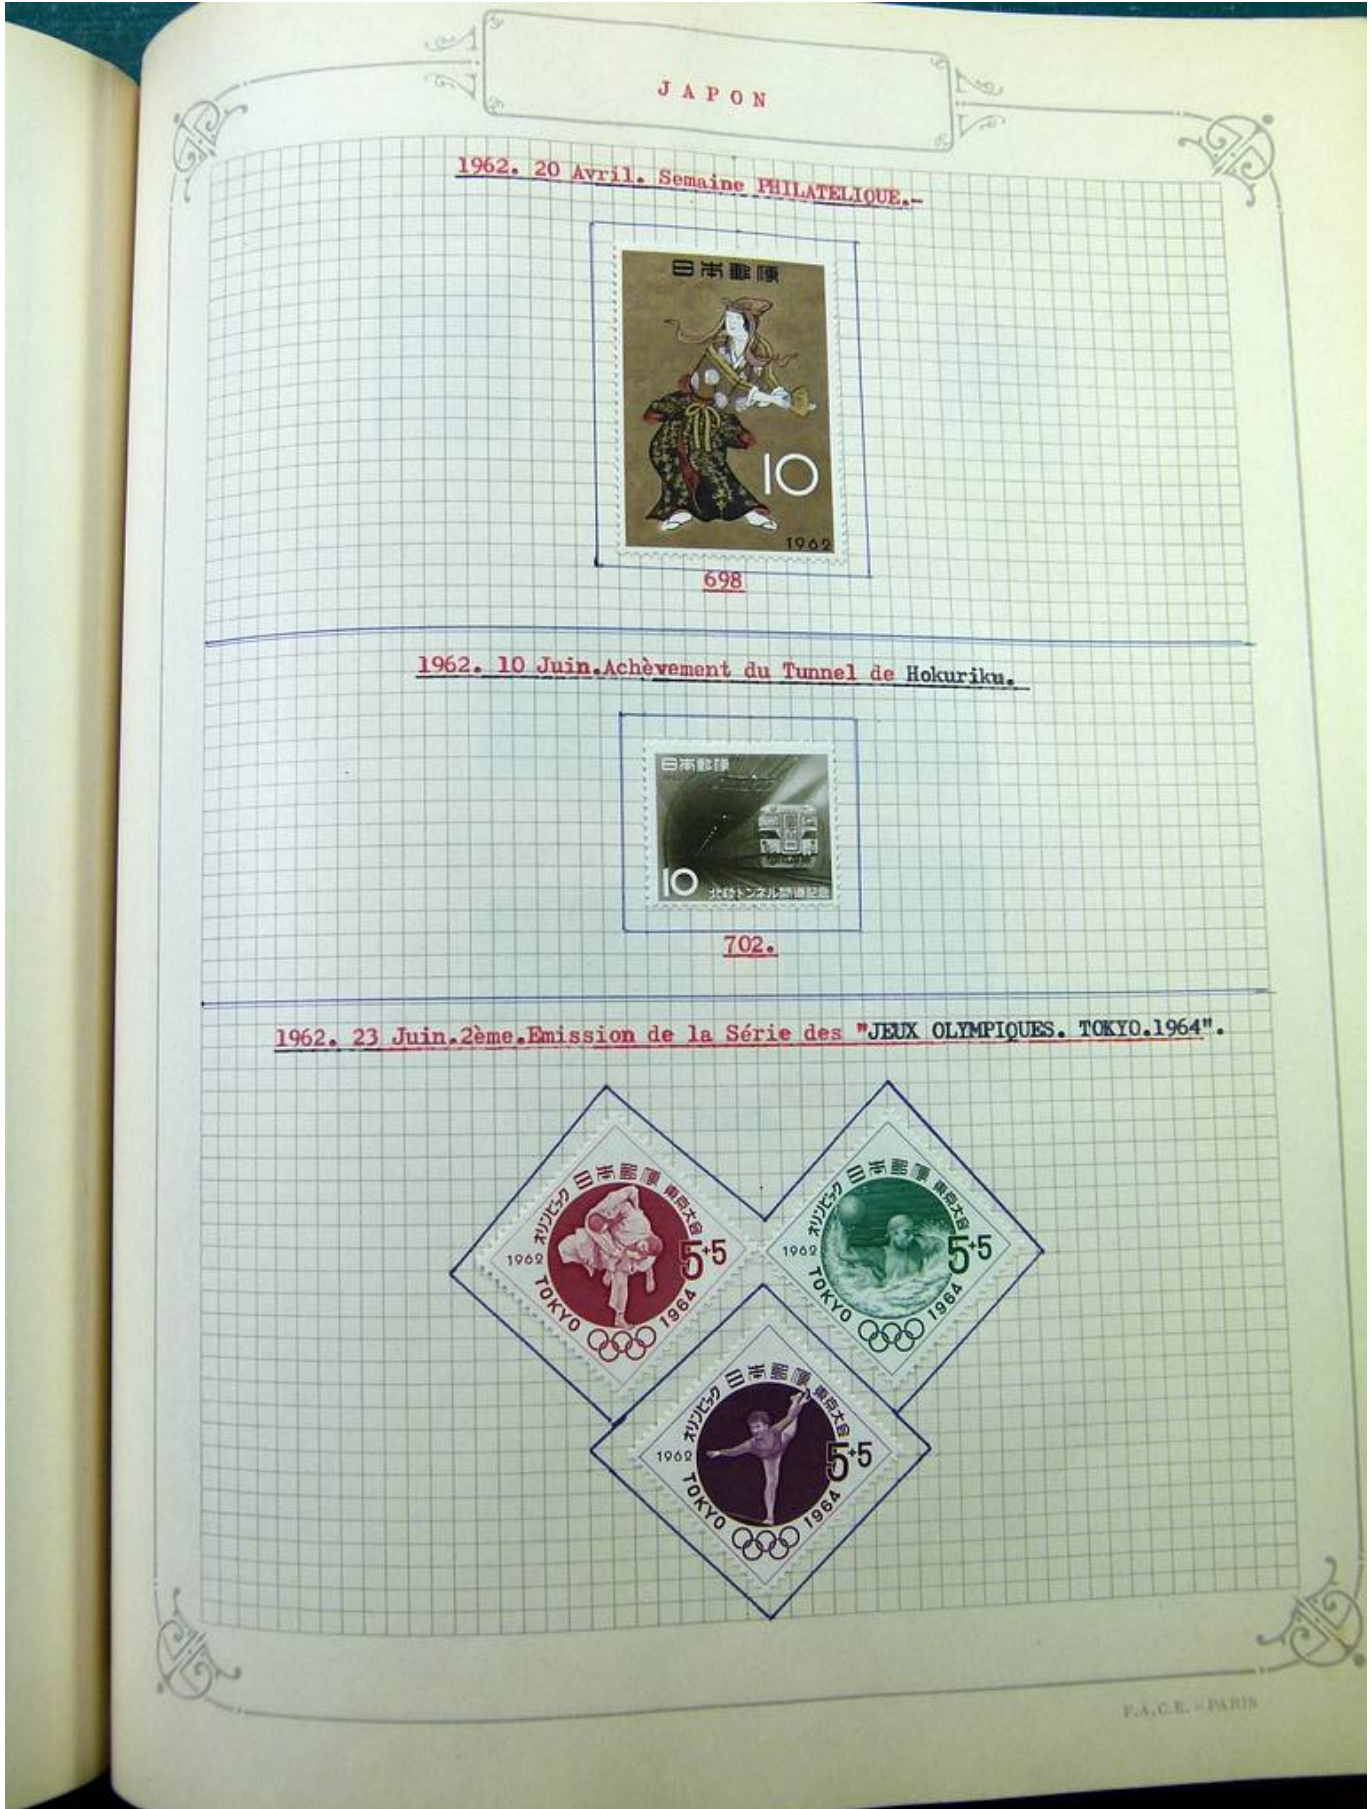 JAPON
1962. 20 Avril. Semaine PHILATELIQUE.-
日本郵便
10
1962
698
1962. 10 Juin.Achèvement du Tunnel de Hokuriku.
日本郵便
10
北陸トンネル開通記念
702.
1962. 23 Juin.2ème.Emission de la Série des "JEUX OLYMPIQUES. TOKYO.1964".
オリンピック 日本郵便 東京大会
1962
5+5
TOKYO 1964
オリンピック 日本郵便 東京大会
1962
5+5
TOKYO 1964
オリンピック 日本郵便 東京大会
1962
5+5
TOKYO 1964
F.A.C.E. - PARIS